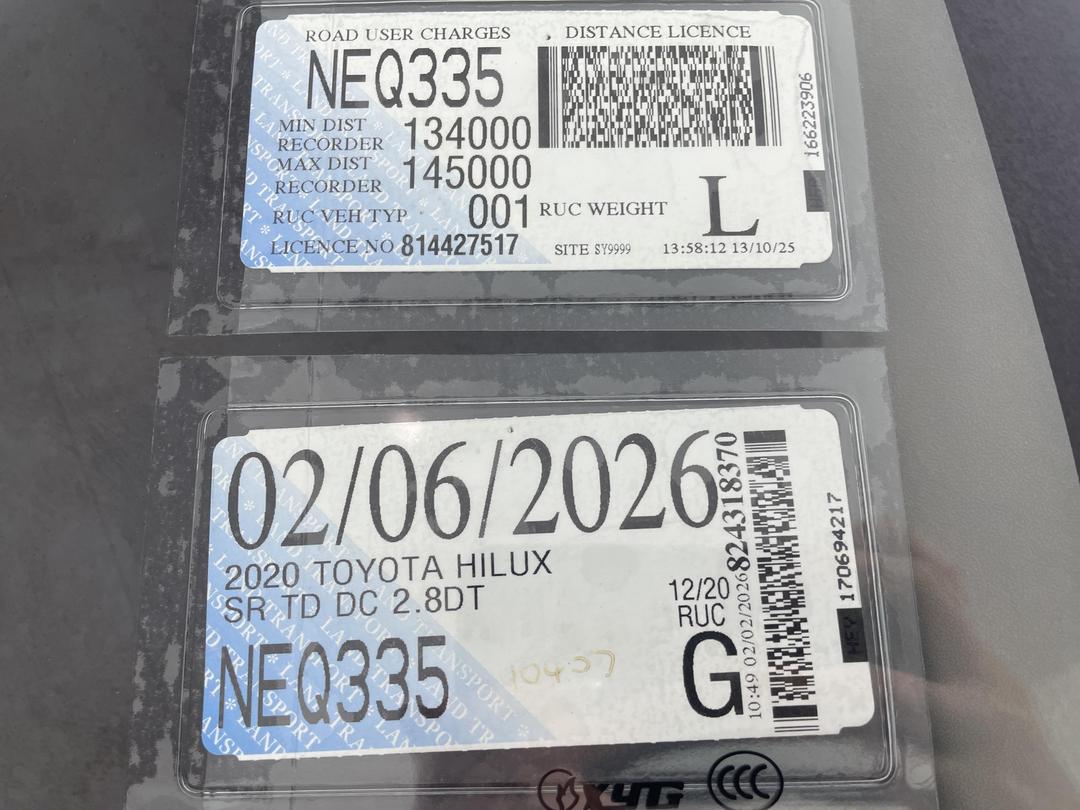 ROAD USER CHARGES DISTANCE LICENCE
NEQ335
MIN DIST RECORDER 134000
MAX DIST RECORDER 145000
RUC VEH TYP 001 RUC WEIGHT L
LICENCE NO 814427517 SITE SY9999 13:58:12 13/10/25
166223906
02/06/2026
2020 TOYOTA HILUX
SR TD DC 2.8DT
12/20
RUC
NEQ335
G
10:49 02/02/2026 824318370
170694217
CCC